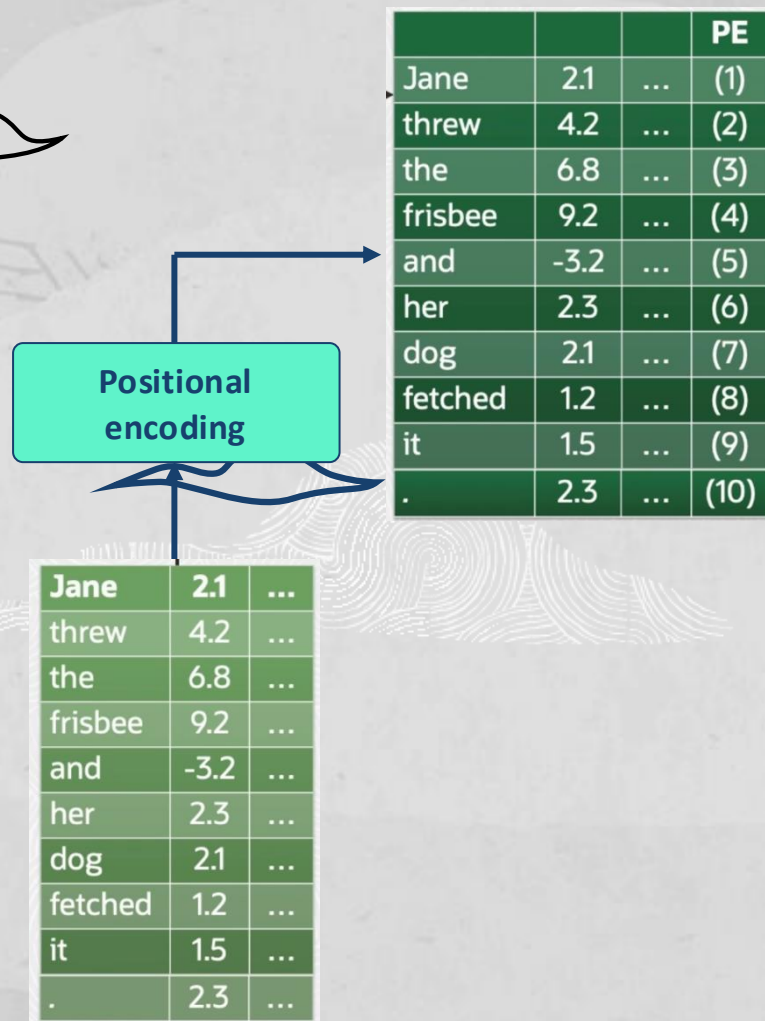 PE
Jane 2.1 ... (1)
threw 4.2 ... (2)
the 6.8 ... (3)
frisbee 9.2 ... (4)
and -3.2 ... (5)
her 2.3 ... (6)
dog 2.1 ... (7)
fetched 1.2 ... (8)
it 1.5 ... (9)
. 2.3 ... (10)
Positional
encoding
Jane 2.1 ...
threw 4.2 ...
the 6.8 ...
frisbee 9.2 ...
and -3.2 ...
her 2.3 ...
dog 2.1 ...
fetched 1.2 ...
it 1.5 ...
. 2.3 ...